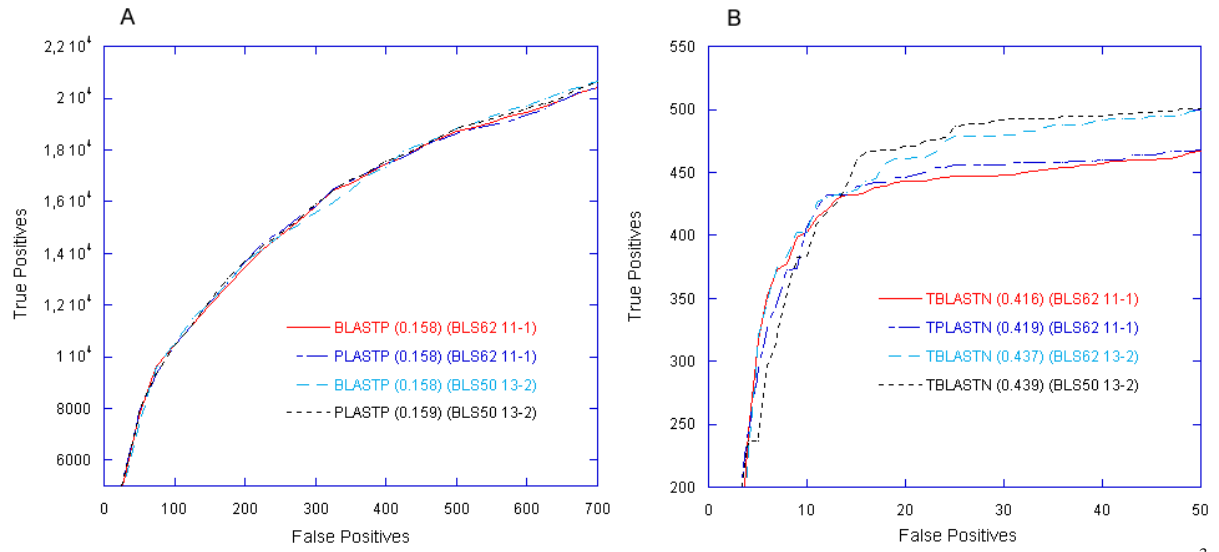 A
2,2 10⁴
2 10⁴
1,8 10⁴
1,6 10⁴
1,4 10⁴
1,2 10⁴
1 10⁴
8000
6000
True Positives
BLASTP (0.158) (BLS62 11-1)
PLASTP (0.158) (BLS62 11-1)
BLASTP (0.158) (BLS50 13-2)
PLASTP (0.159) (BLS50 13-2)
0 100 200 300 400 500 600 700
False Positives
B
550
500
450
400
350
300
250
200
True Positives
TBLASTN (0.416) (BLS62 11-1)
TPLASTN (0.419) (BLS62 11-1)
TBLASTN (0.437) (BLS62 13-2)
TBLASTN (0.439) (BLS50 13-2)
0 10 20 30 40 50
False Positives